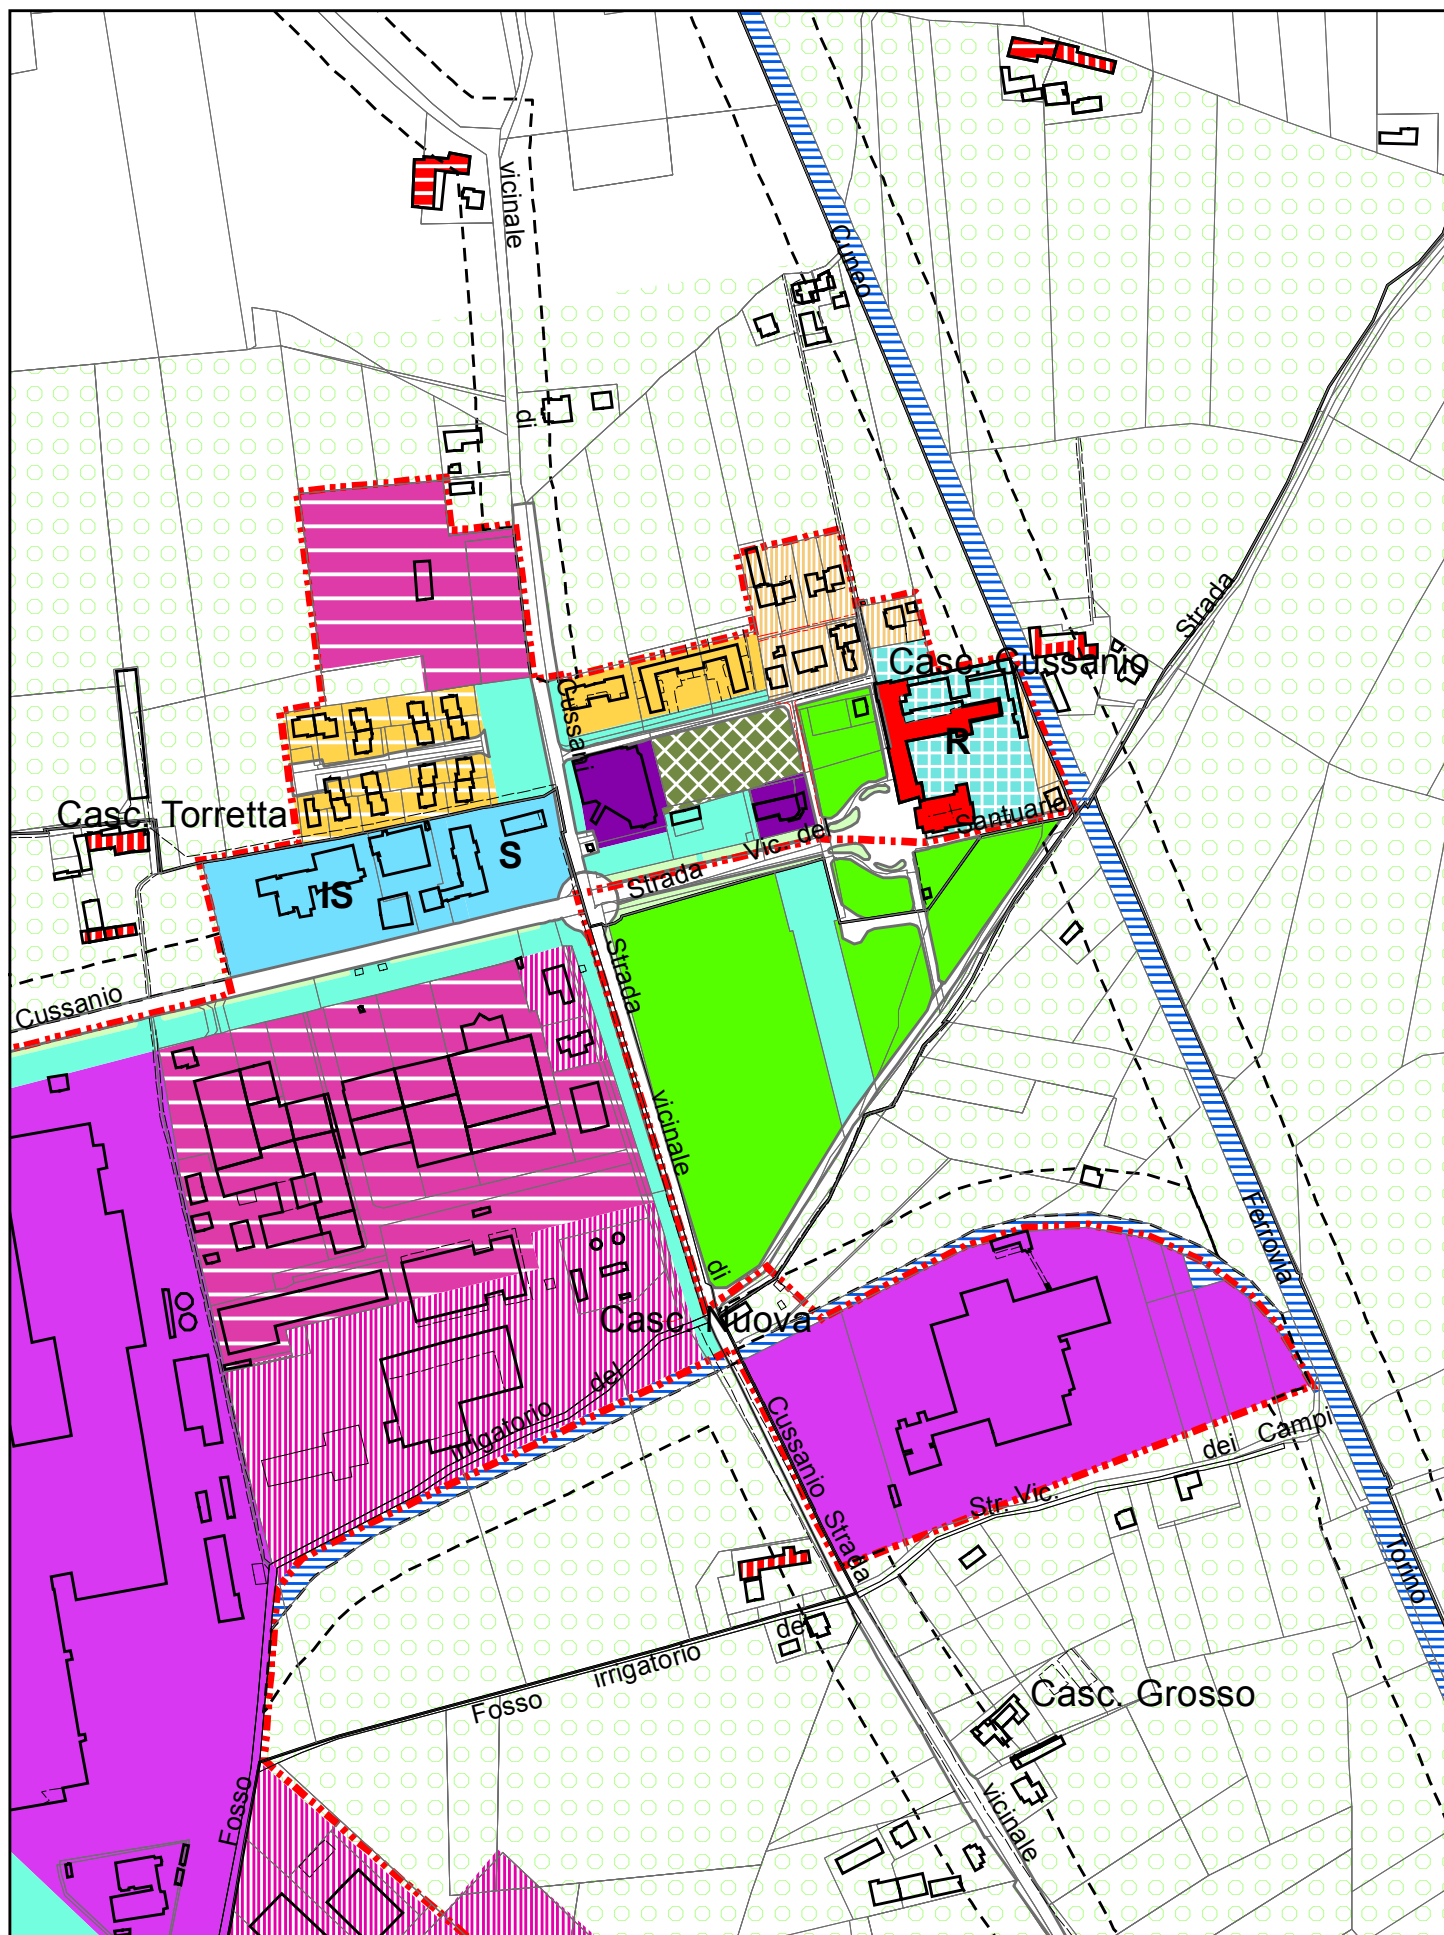 vicinale
Cuneo
di
Strada
Casc. Cussanio
Cussani
R
Casc. Torretta
Santuario
Vic. del
S
Strada
IS
Strada
Cussanio
vicinale
Ferrovia
di
Casc. Nuova
del
irrigatorio
Cussanio
dei Campi
Str. Vic.
Strada
Torino
del
irrigatorio
Fosso
Casc. Grosso
Fosso
vicinale